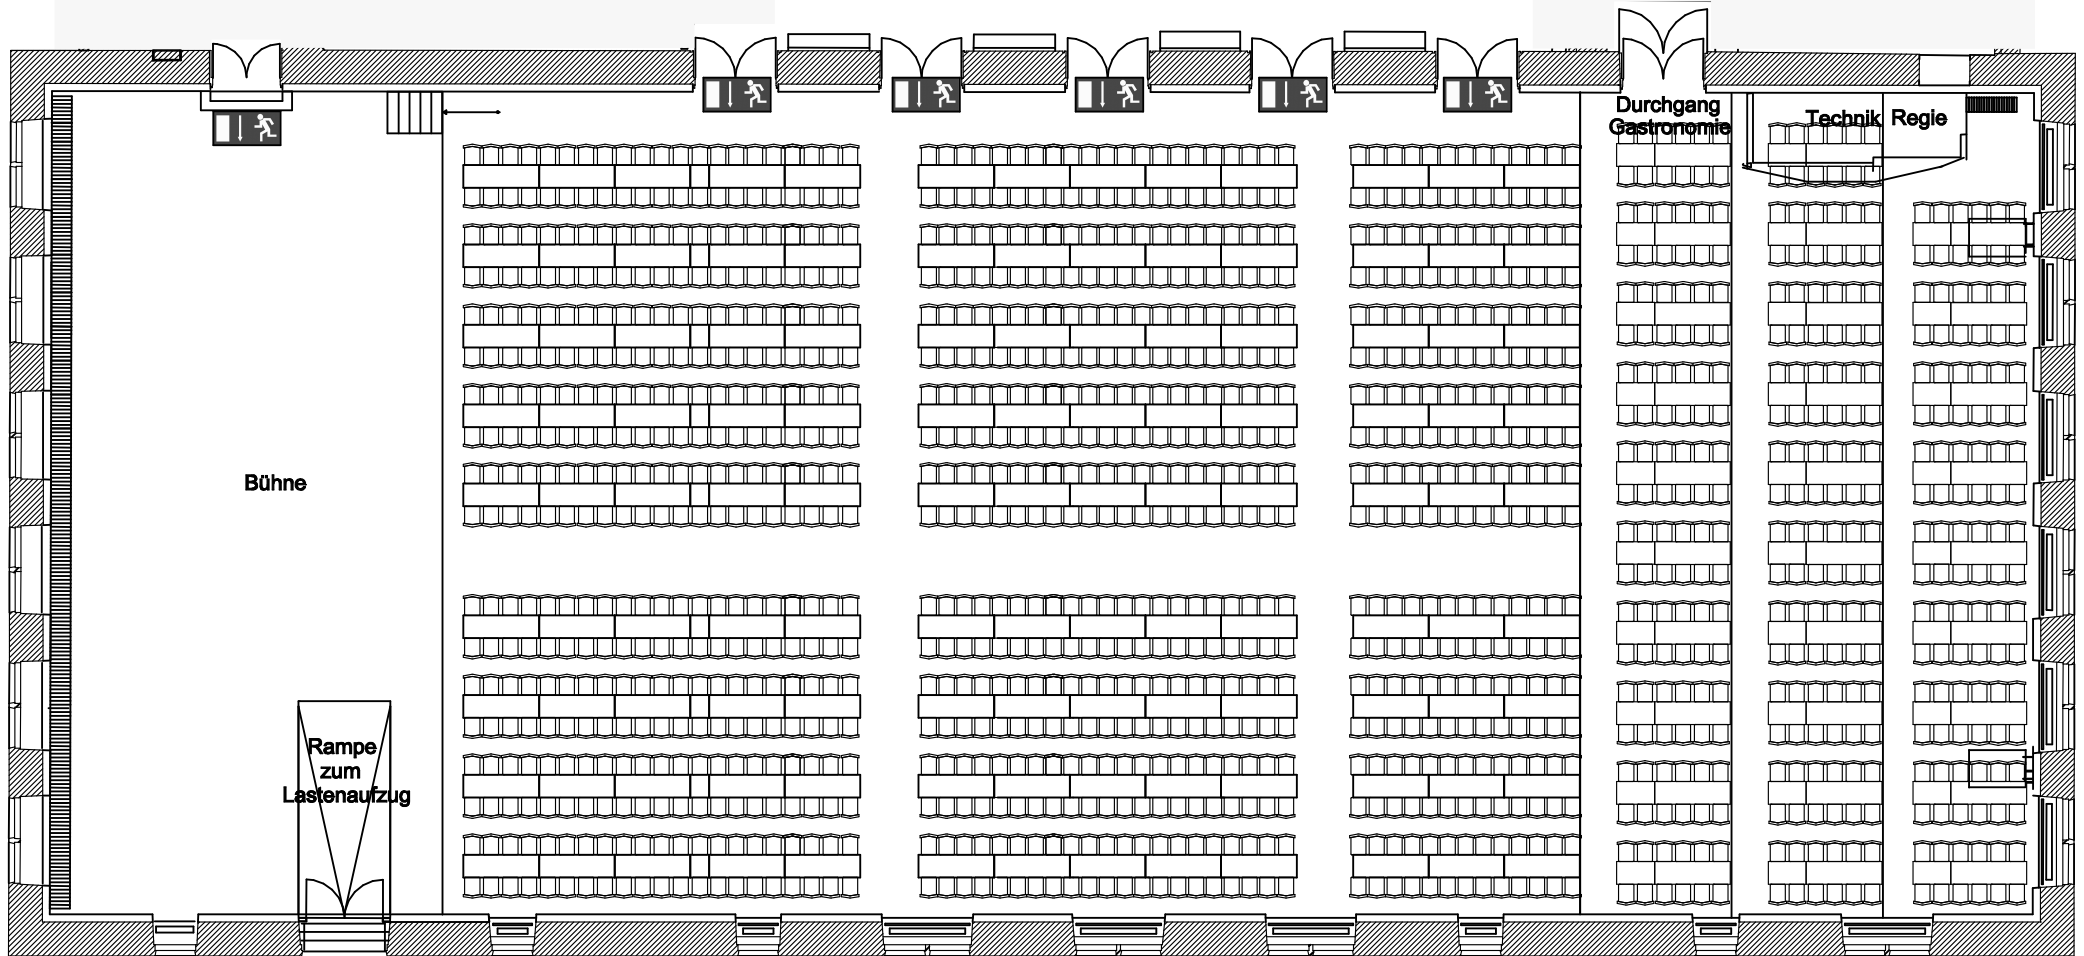 Durchgang
Gastronomie
Technik
Regie
Bühne
Rampe
zum
Lastenaufzug